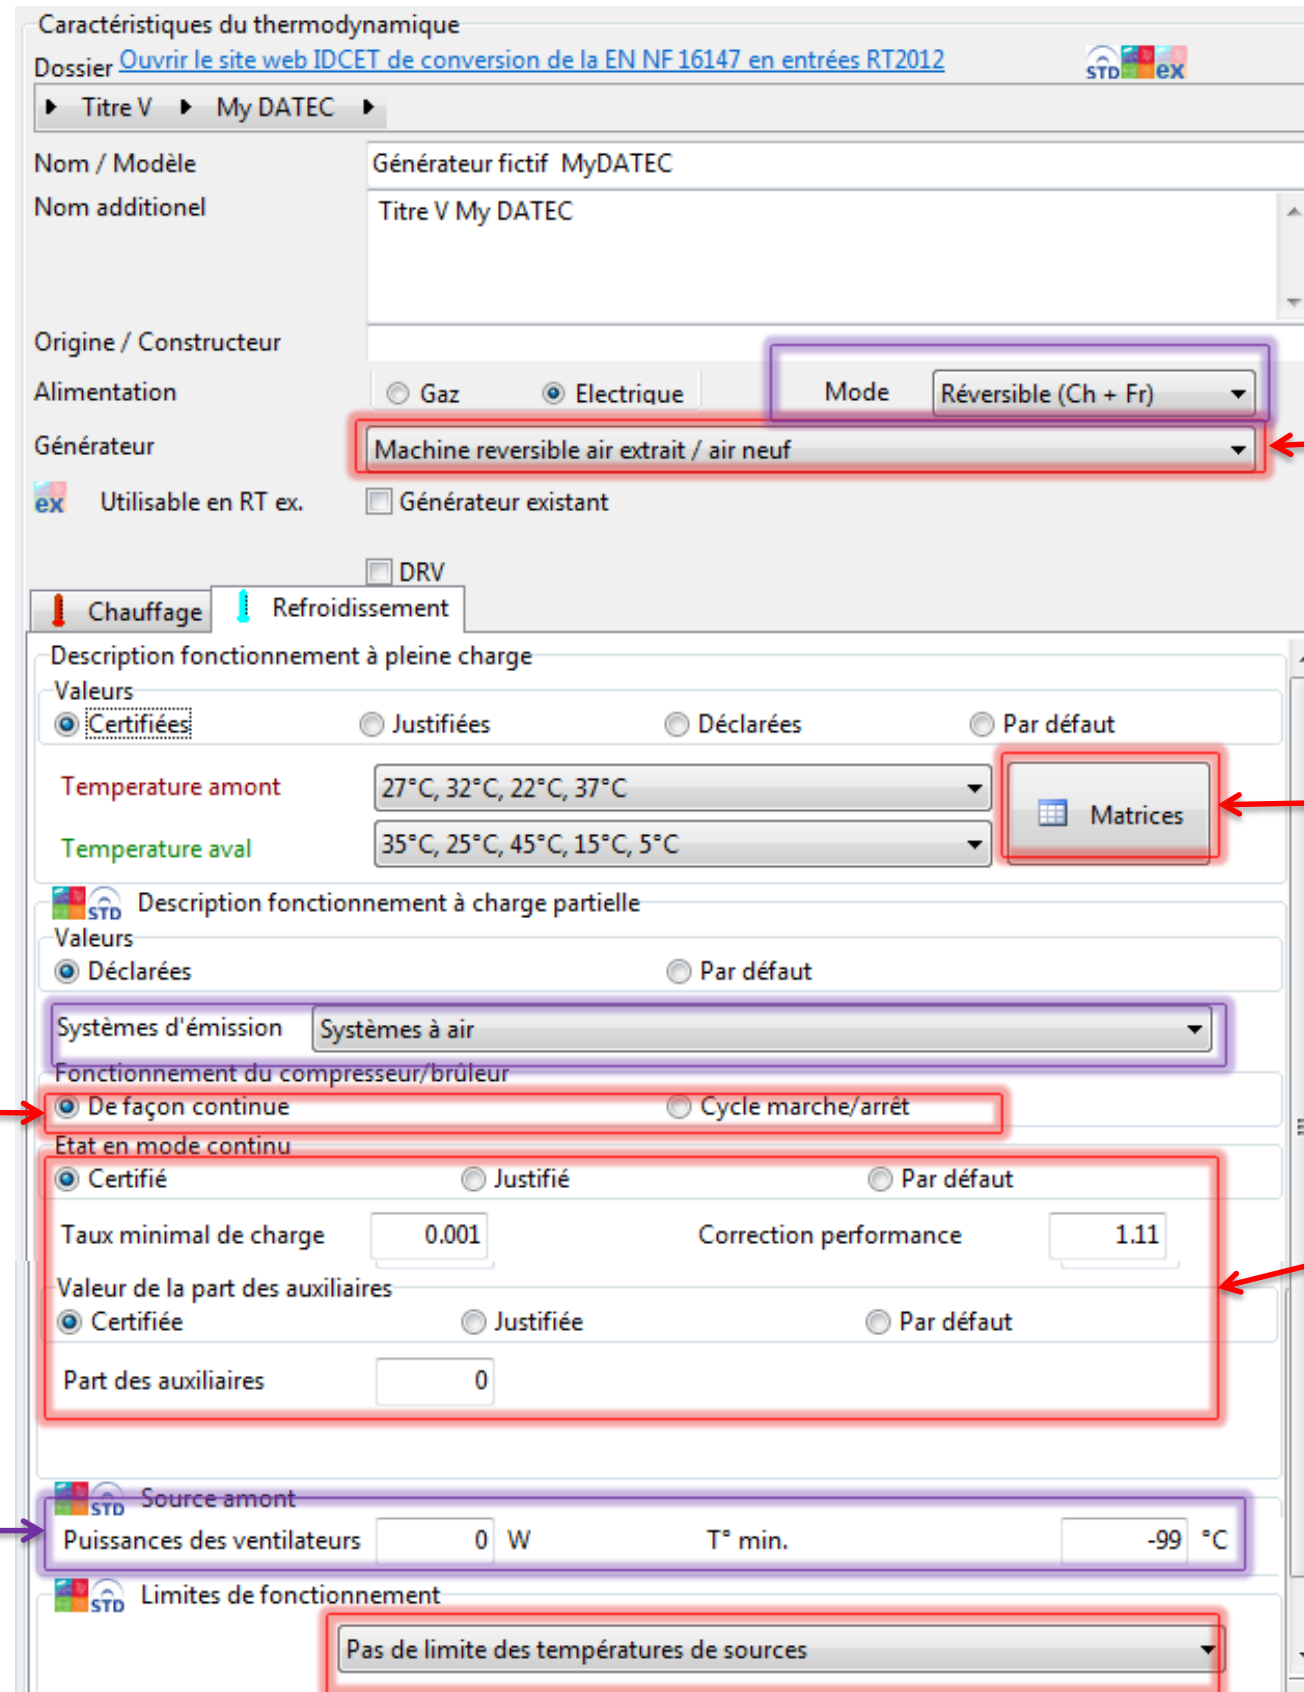 Caractéristiques du thermodynamique
Dossier Ouvrir le site web IDCET de conversion de la EN NF 16147 en entrées RT2012 STD ex
Titre V My DATEC
Nom / Modèle Générateur fictif MyDATEC
Nom additionel Titre V My DATEC
Origine / Constructeur
Alimentation Gaz Electrique Mode Réversible (Ch + Fr)
Générateur Machine reversible air extrait / air neuf
ex Utilisable en RT ex. Générateur existant
DRV
Chauffage Refroidissement
Description fonctionnement à pleine charge
Valeurs
Certifiées Justifiées Déclarées Par défaut
Temperature amont 27°C, 32°C, 22°C, 37°C
Matrices
Temperature aval 35°C, 25°C, 45°C, 15°C, 5°C
STD Description fonctionnement à charge partielle
Valeurs
Déclarées Par défaut
Systèmes d'émission Systèmes à air
Fonctionnement du compresseur/brûleur
De façon continue Cycle marche/arrêt
Etat en mode continu
Certifié Justifié Par défaut
Taux minimal de charge 0.001 Correction performance 1.11
Valeur de la part des auxiliaires
Certifiée Justifiée Par défaut
Part des auxiliaires 0
STD Source amont
Puissances des ventilateurs 0 W T° min. -99 °C
STD Limites de fonctionnement
Pas de limite des températures de sources